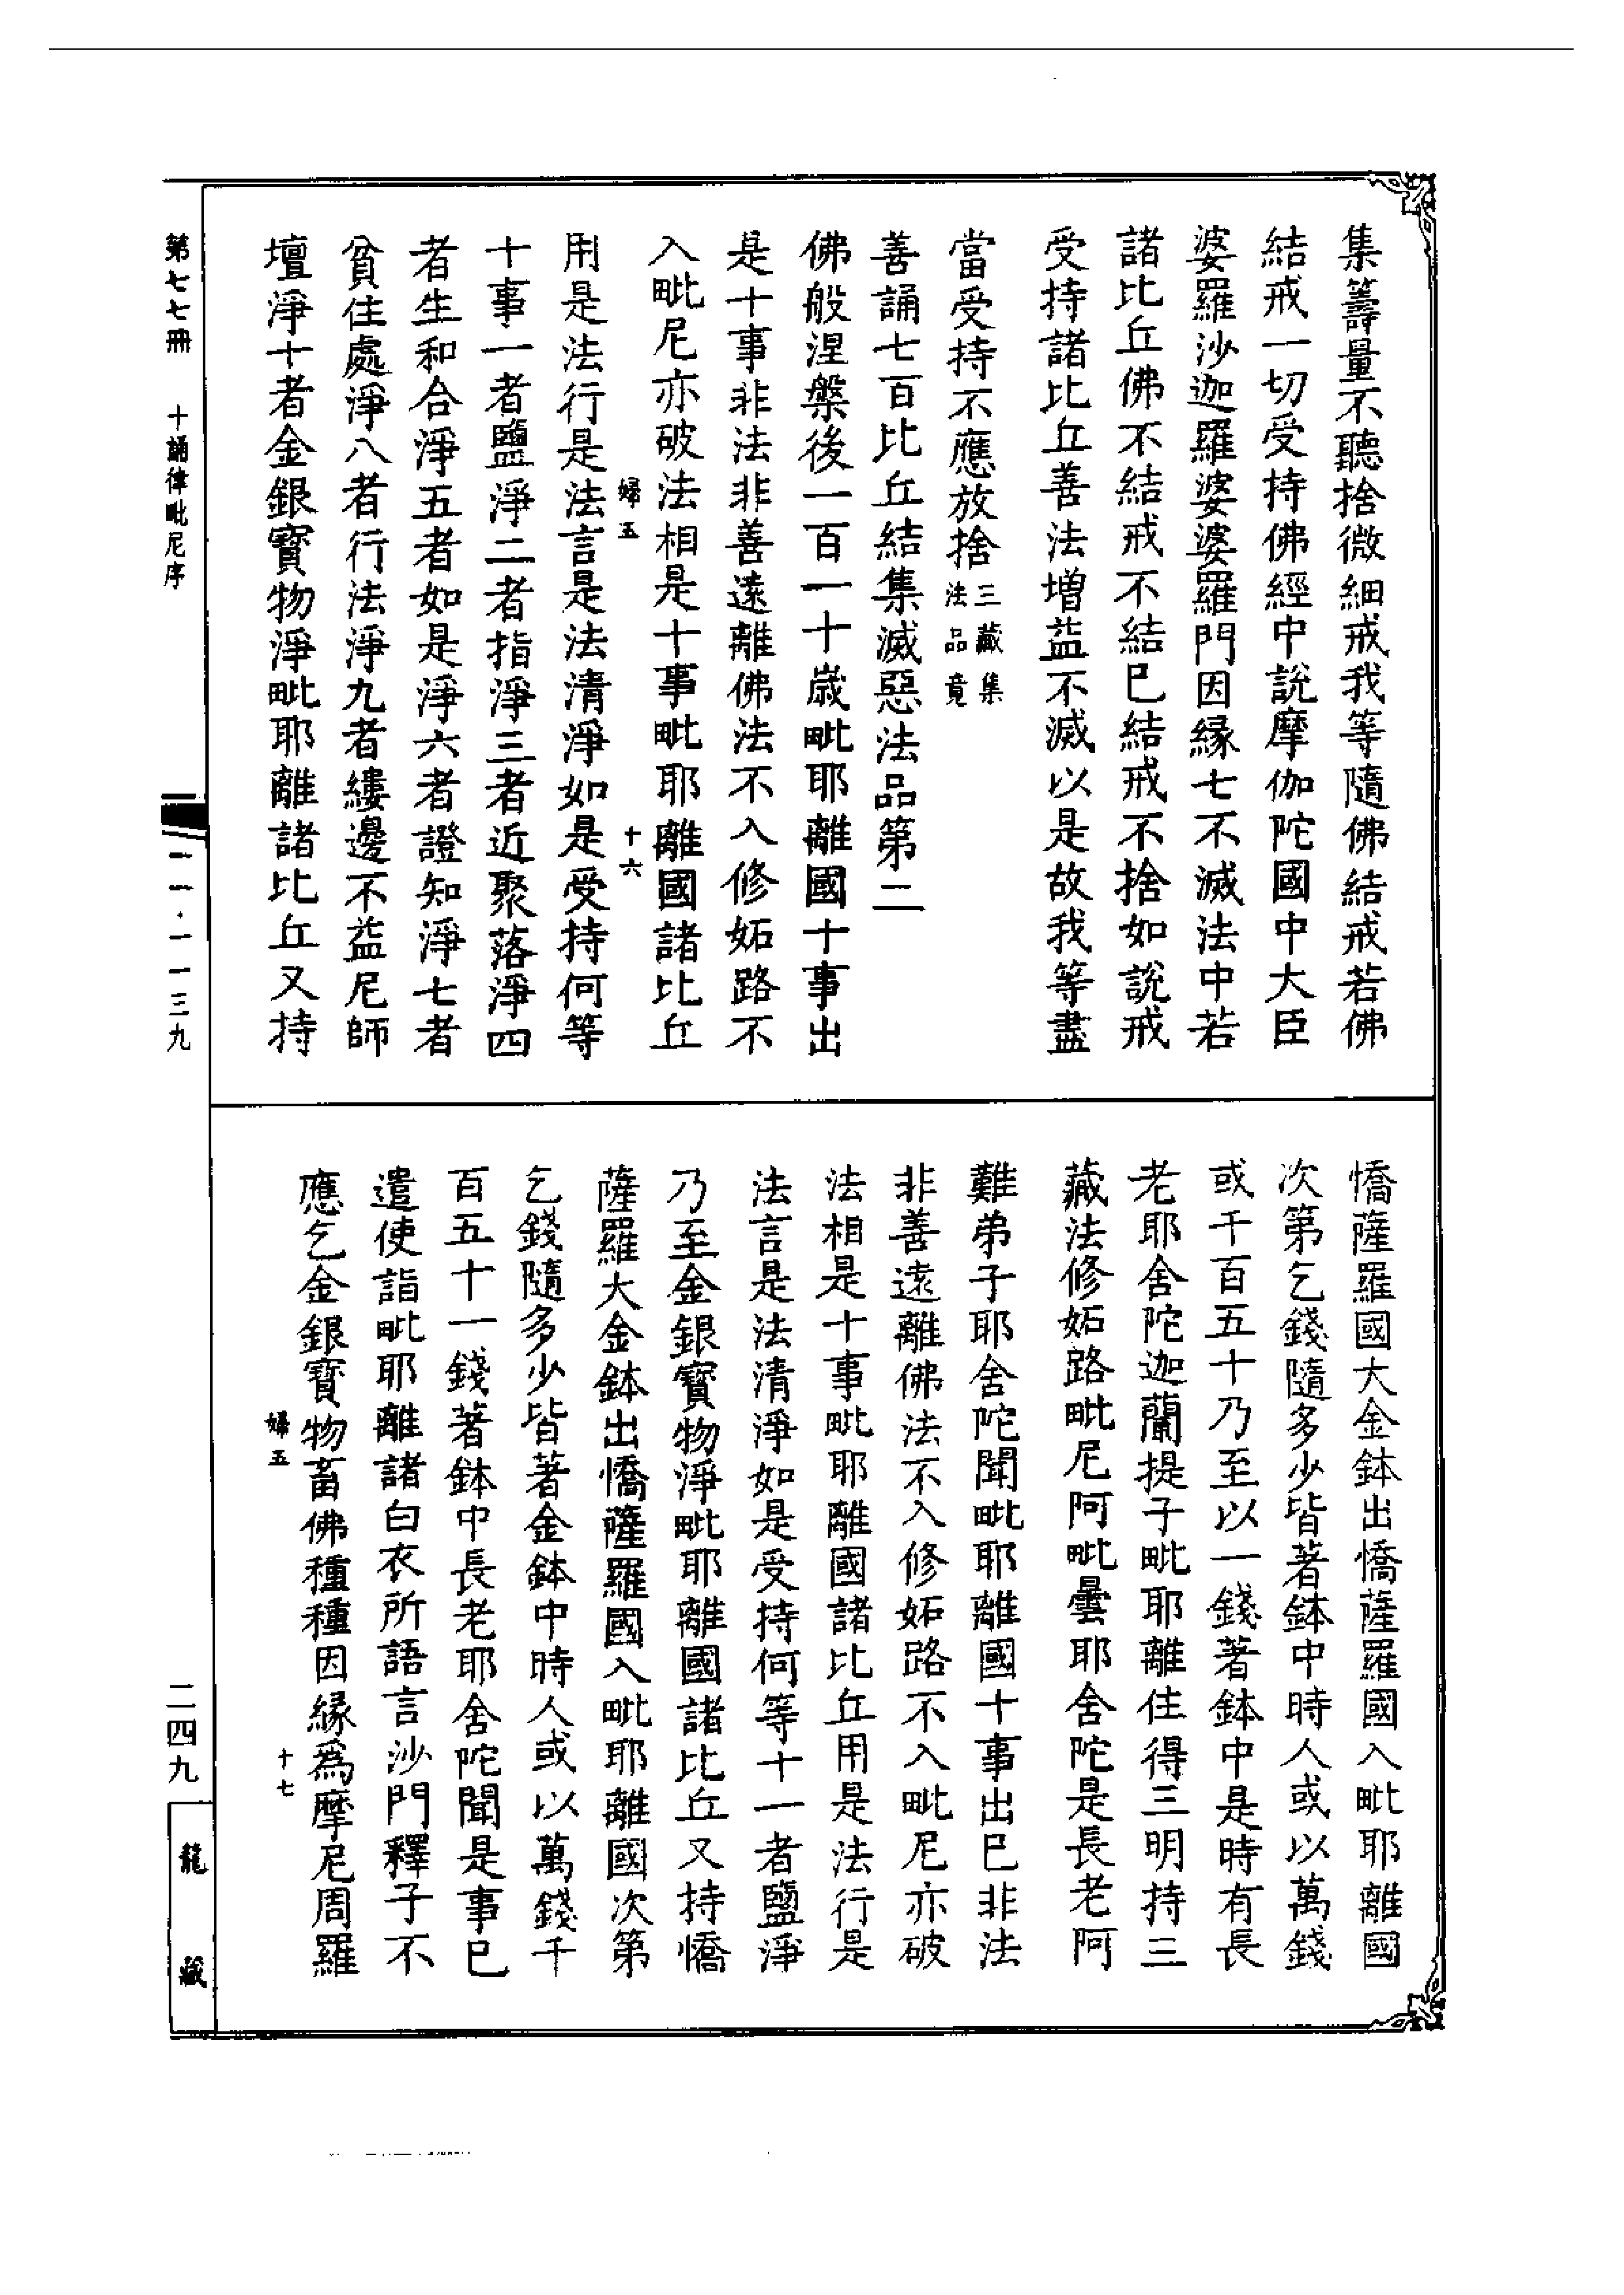 集籌量不聽捨微細戒我等隨佛結戒若佛
結戒一切受持佛經中說摩伽陀國中大臣
婆羅沙迦羅婆婆羅門因緣七不滅法中若
諸比丘佛不結戒不結已結戒不捨如說戒
受持諸比丘善法增益不滅以是故我等盡
當受持不應放捨三藏集法品竟
善誦七百比丘結集滅惡法品第二
佛般涅槃後一百一十歲毗耶離國十事出
是十事非法非善遠離佛法不入修妬路不
入毗尼亦破法相是十事毗耶離國諸比丘
婦五 十六
用是法行是法言是法清淨如是受持何等
十事一者鹽淨二者指淨三者近聚落淨四
者生和合淨五者如是淨六者證知淨七者
貧住處淨八者行法淨九者縷邊不益尼師
壇淨十者金銀寶物淨毗耶離諸比丘又持
憍薩羅國大金鉢出憍薩羅國入毗耶離國
次第乞錢隨多少皆著鉢中時人或以萬錢
或千百五十乃至以一錢著鉢中是時有長
老耶舍陀迦蘭提子毗耶離住得三明持三
藏法修妬路毗尼阿毗曇耶舍陀是長老阿
難弟子耶舍陀聞毗耶離國十事出已非法
非善遠離佛法不入修妬路不入毗尼亦破
法相是十事毗耶離國諸比丘用是法行是
法言是法清淨如是受持何等十一者鹽淨
乃至金銀寶物淨毗耶離國諸比丘又持憍
薩羅大金鉢出憍薩羅國入毗耶離國次第
乞錢隨多少皆著金鉢中時人或以萬錢千
百五十一錢著鉢中長老耶舍陀聞是事已
遣使詣毗耶離諸白衣所語言沙門釋子不
應乞金銀寶物畜佛種種因緣爲摩尼周羅
婦五 十七
第七七冊 十誦律毗尼序
一一·一一三九
二四九
龍藏